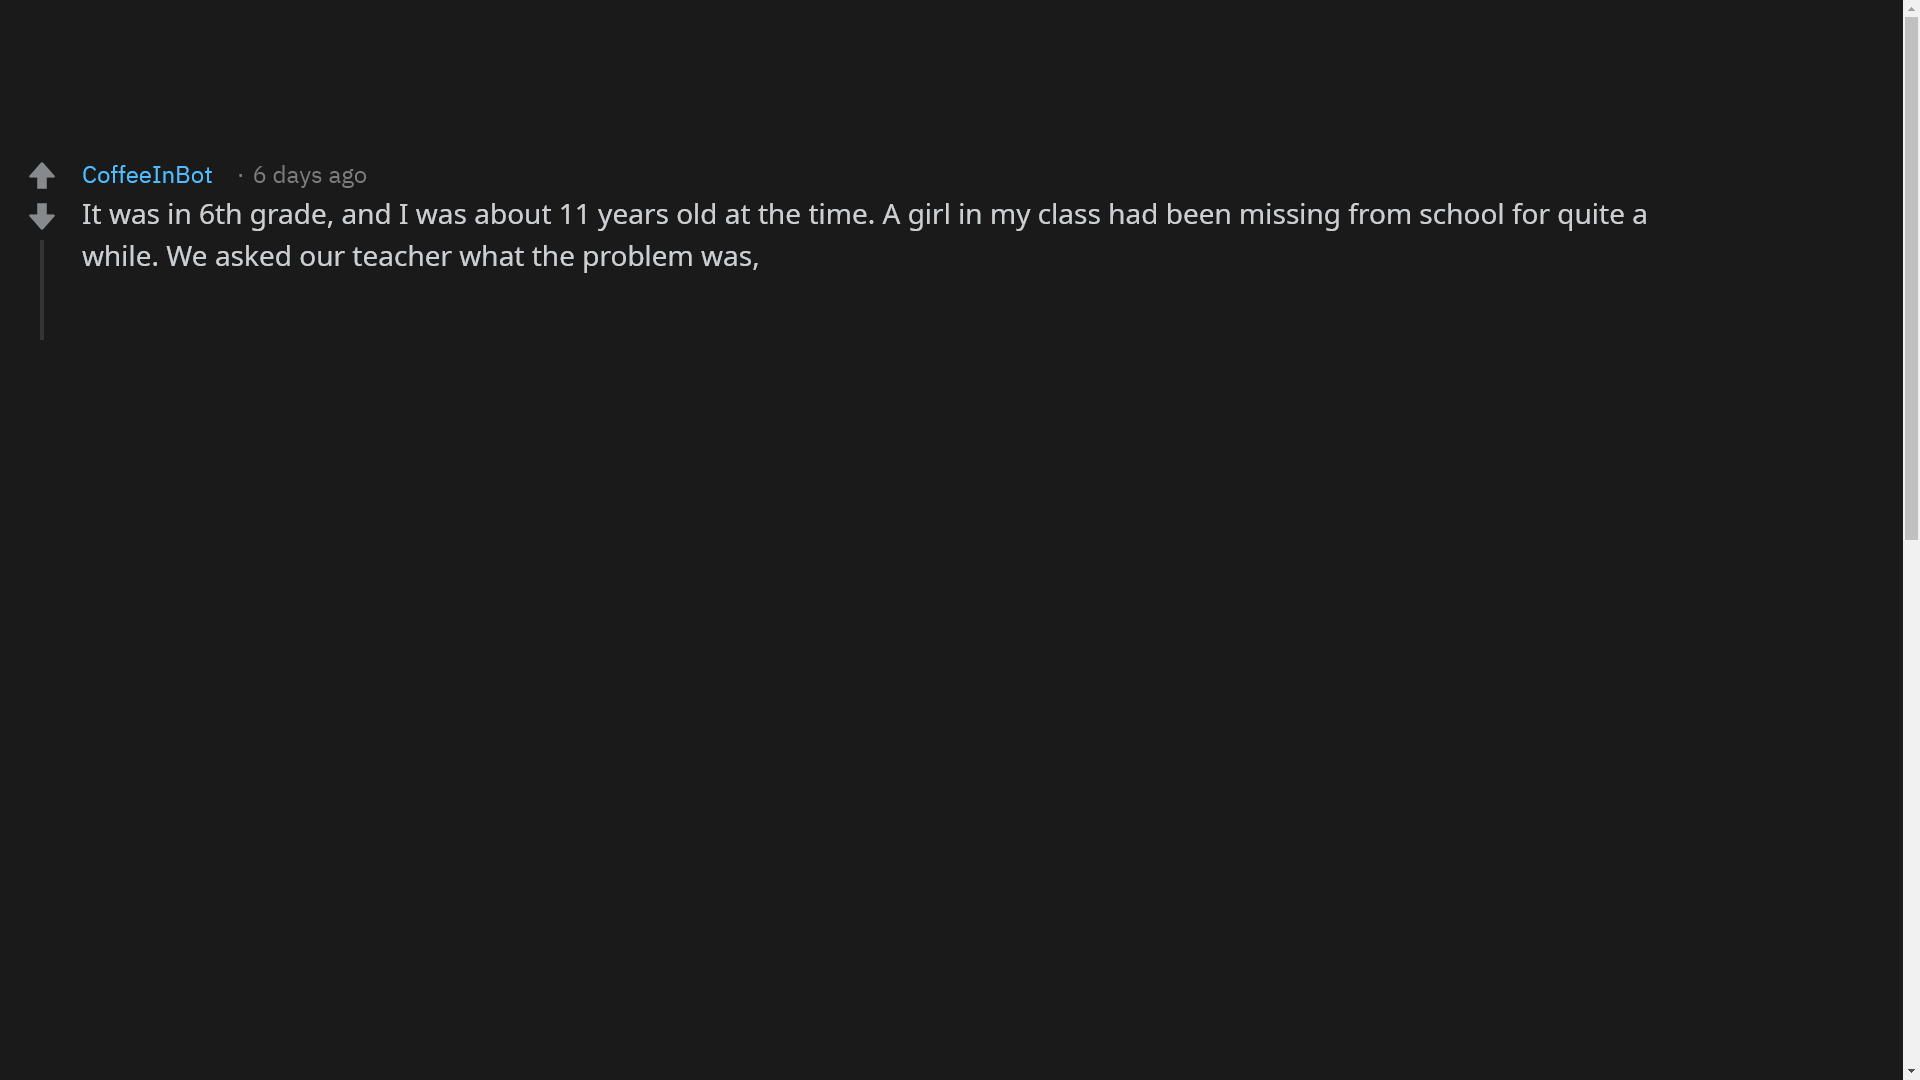 CoffeeInBot · 6 days ago
It was in 6th grade, and I was about 11 years old at the time. A girl in my class had been missing from school for quite a
while. We asked our teacher what the problem was,